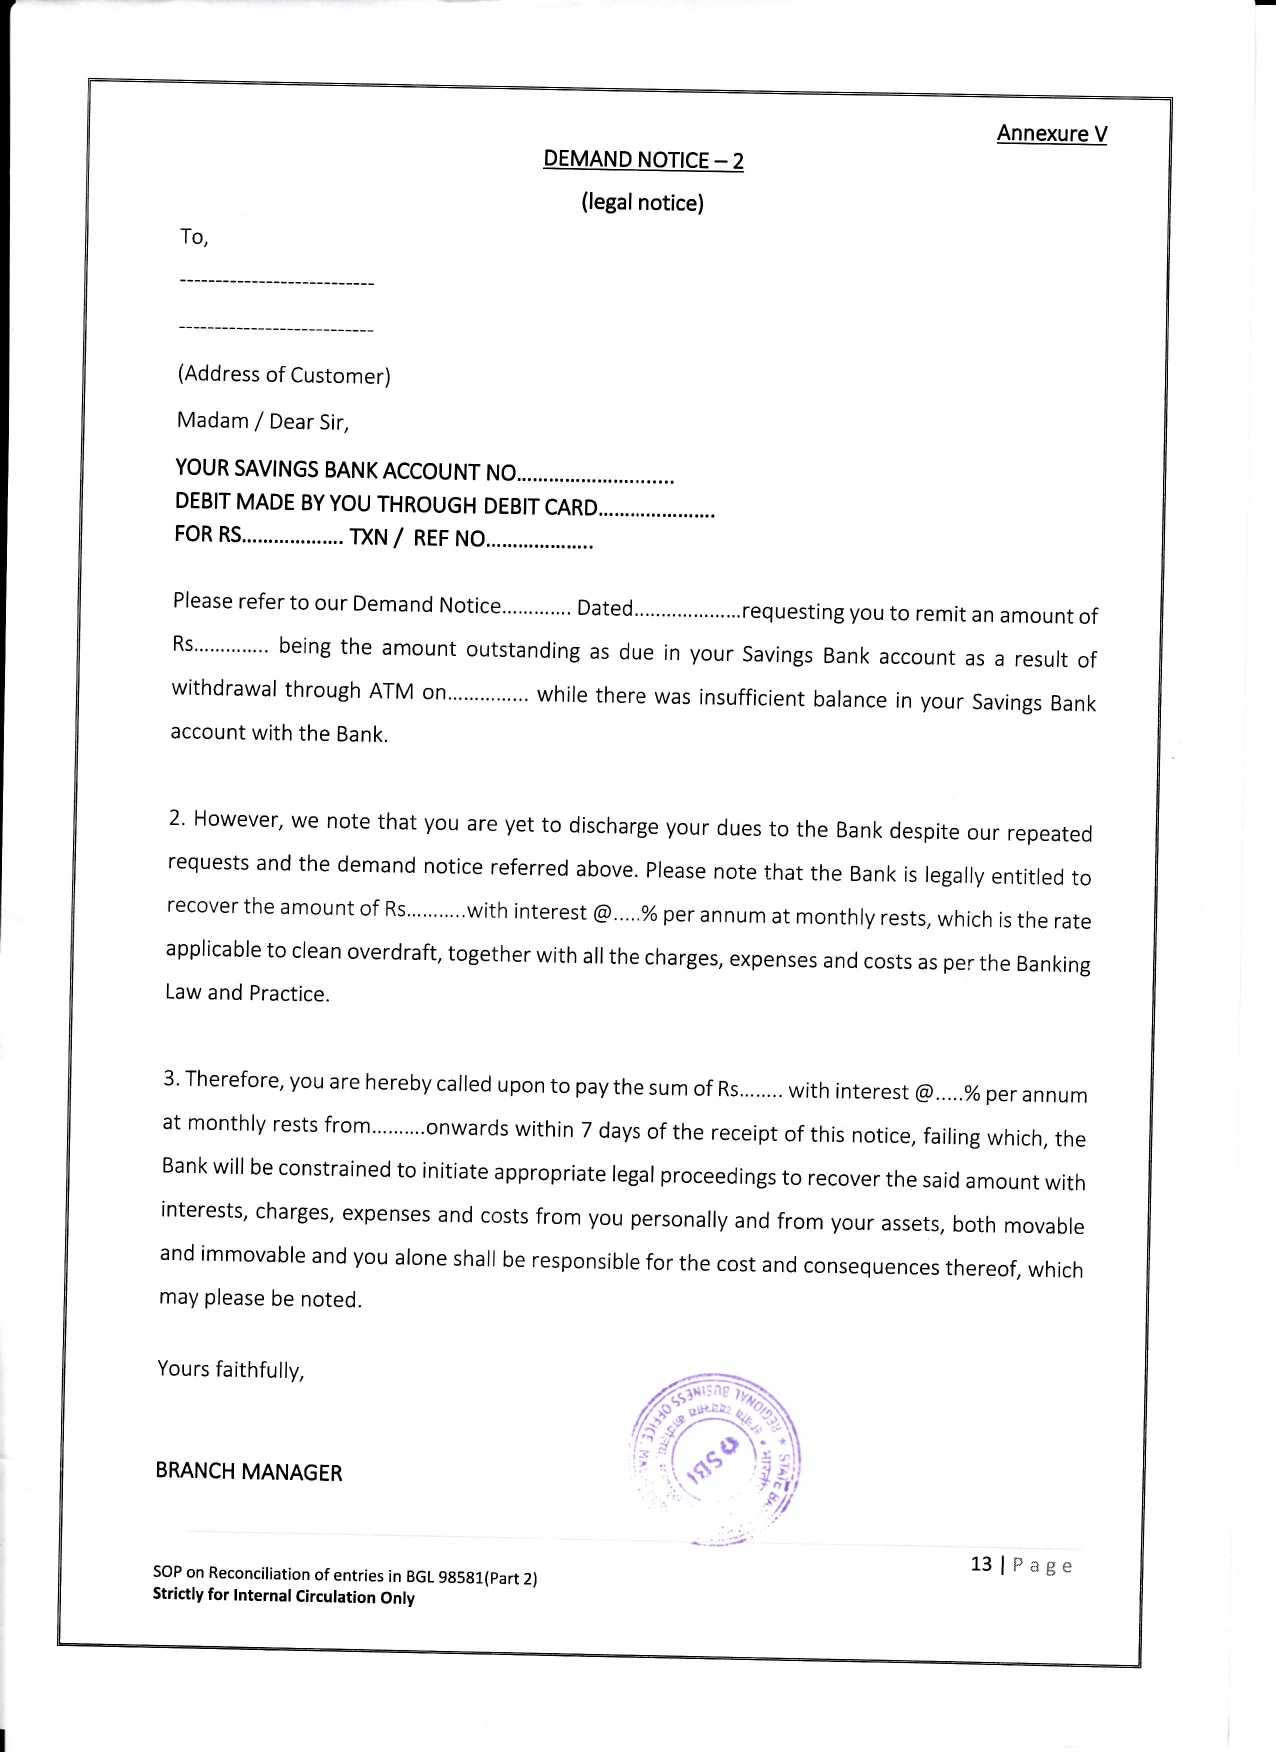 Annexure V
DEMAND NOTICE – 2
(legal notice)
To,
---------------------------
---------------------------
(Address of Customer)
Madam / Dear Sir,
YOUR SAVINGS BANK ACCOUNT NO..............................
DEBIT MADE BY YOU THROUGH DEBIT CARD......................
FOR RS................... TXN / REF NO....................
Please refer to our Demand Notice............. Dated....................requesting you to remit an amount of
Rs.............. being the amount outstanding as due in your Savings Bank account as a result of
withdrawal through ATM on............... while there was insufficient balance in your Savings Bank
account with the Bank.
2. However, we note that you are yet to discharge your dues to the Bank despite our repeated
requests and the demand notice referred above. Please note that the Bank is legally entitled to
recover the amount of Rs...........with interest @.....% per annum at monthly rests, which is the rate
applicable to clean overdraft, together with all the charges, expenses and costs as per the Banking
Law and Practice.
3. Therefore, you are hereby called upon to pay the sum of Rs........ with interest @.....% per annum
at monthly rests from..........onwards within 7 days of the receipt of this notice, failing which, the
Bank will be constrained to initiate appropriate legal proceedings to recover the said amount with
interests, charges, expenses and costs from you personally and from your assets, both movable
and immovable and you alone shall be responsible for the cost and consequences thereof, which
may please be noted.
Yours faithfully,
REGIONAL BUSINESS OFFICE
★ STATE
SBI
BRANCH MANAGER
13 | Page
SOP on Reconciliation of entries in BGL 98581(Part 2)
Strictly for Internal Circulation Only